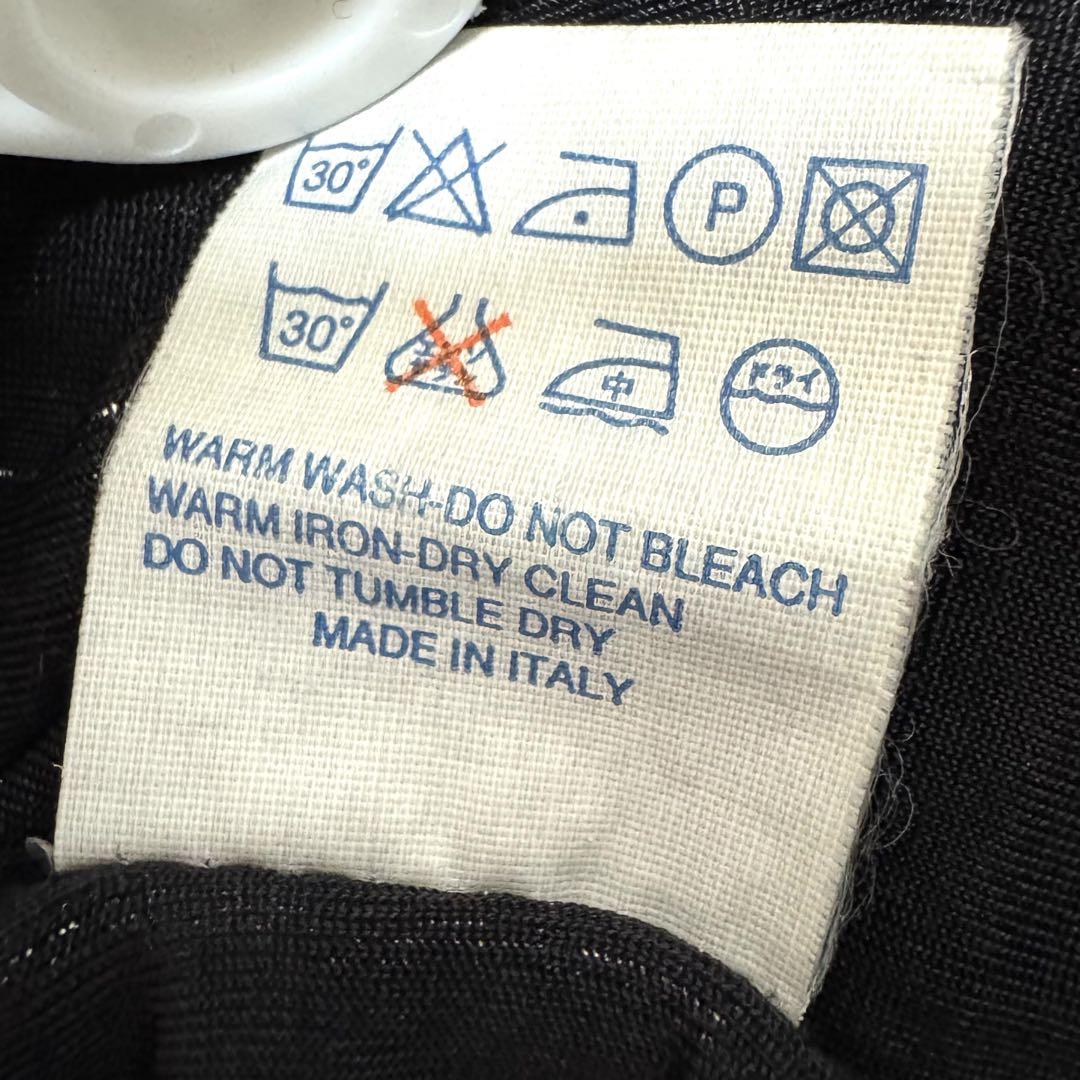 30° P
30° 中 ドライ
WARM WASH-DO NOT BLEACH
WARM IRON-DRY CLEAN
DO NOT TUMBLE DRY
MADE IN ITALY